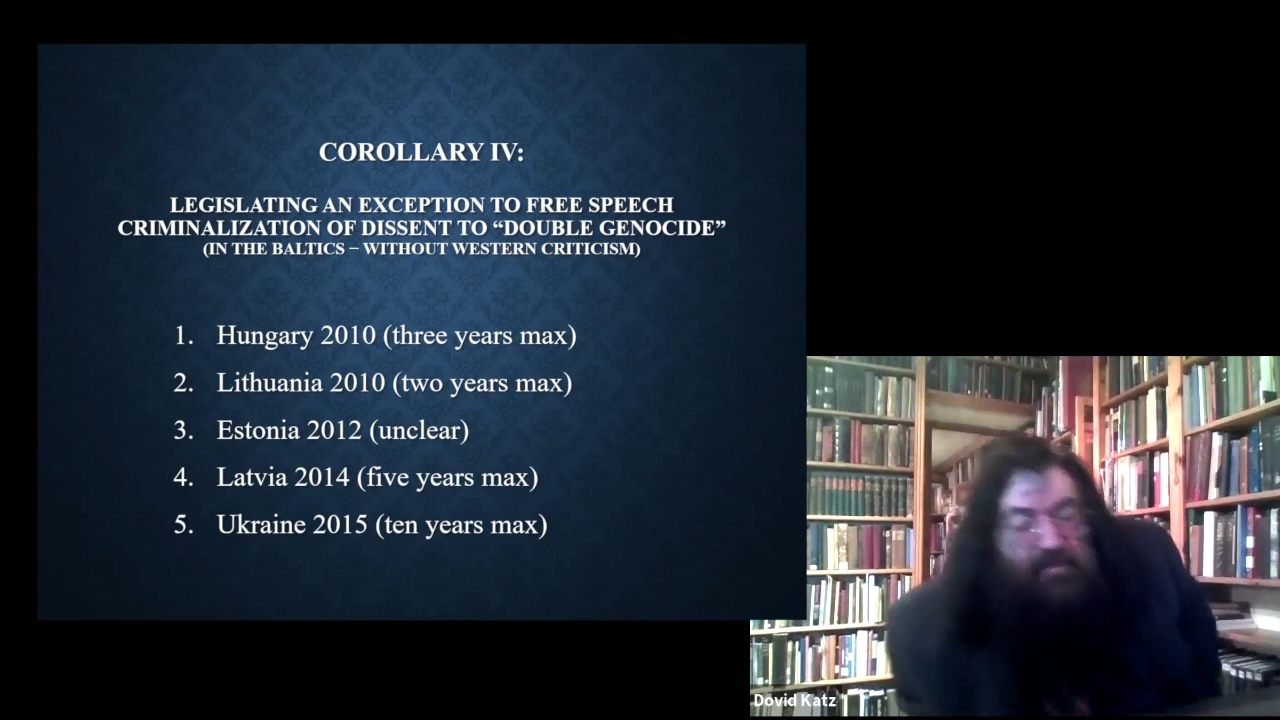 COROLLARY IV:
LEGISLATING AN EXCEPTION TO FREE SPEECH
CRIMINALIZATION OF DISSENT TO “DOUBLE GENOCIDE”
(IN THE BALTICS – WITHOUT WESTERN CRITICISM)
1. Hungary 2010 (three years max)
2. Lithuania 2010 (two years max)
3. Estonia 2012 (unclear)
4. Latvia 2014 (five years max)
5. Ukraine 2015 (ten years max)
Dovid Katz